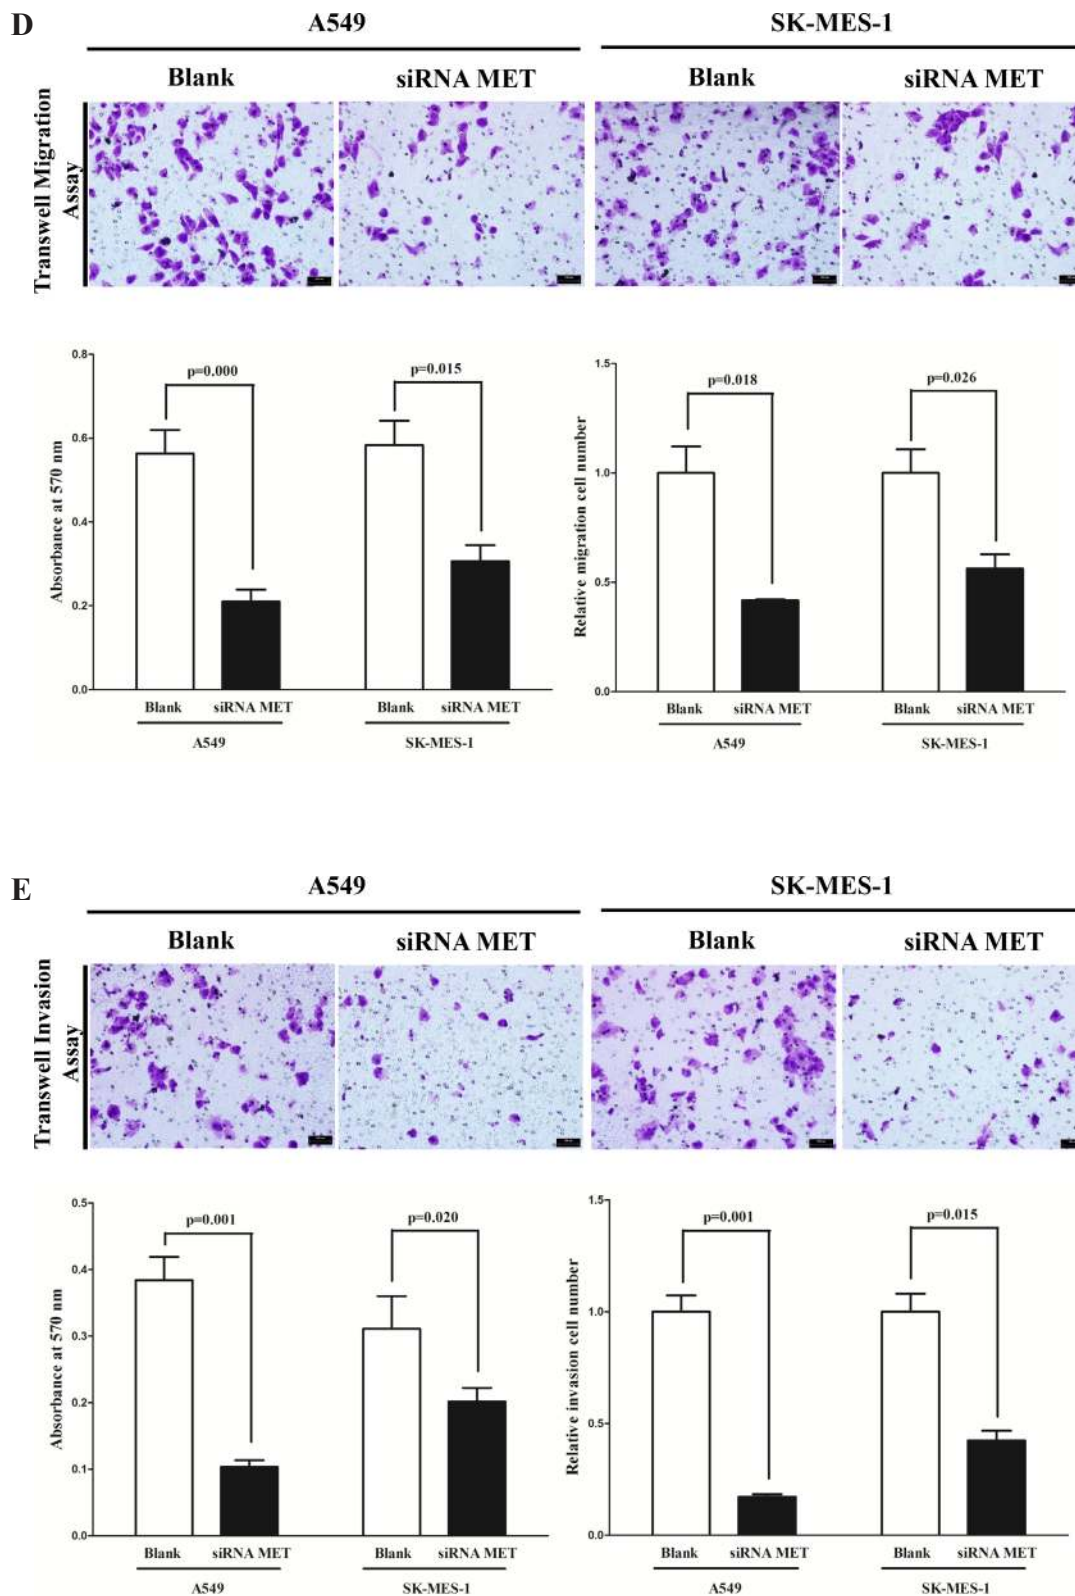 D
A549
SK-MES-1
Blank
siRNA MET
Blank
siRNA MET
Transwell Migration
Assay
0.8
0.6
0.4
0.2
0.0
Absorbance at 570 nm
p=0.000
p=0.015
Blank
siRNA MET
Blank
siRNA MET
A549
SK-MES-1
1.5
1.0
0.5
0.0
Relative migration cell number
p=0.018
p=0.026
Blank
siRNA MET
Blank
siRNA MET
A549
SK-MES-1
E
A549
SK-MES-1
Blank
siRNA MET
Blank
siRNA MET
Transwell Invasion
Assay
0.5
0.4
0.3
0.2
0.1
0.0
Absorbance at 570 nm
p=0.001
p=0.020
Blank
siRNA MET
Blank
siRNA MET
A549
SK-MES-1
1.5
1.0
0.5
0.0
Relative invasion cell number
p=0.001
p=0.015
Blank
siRNA MET
Blank
siRNA MET
A549
SK-MES-1